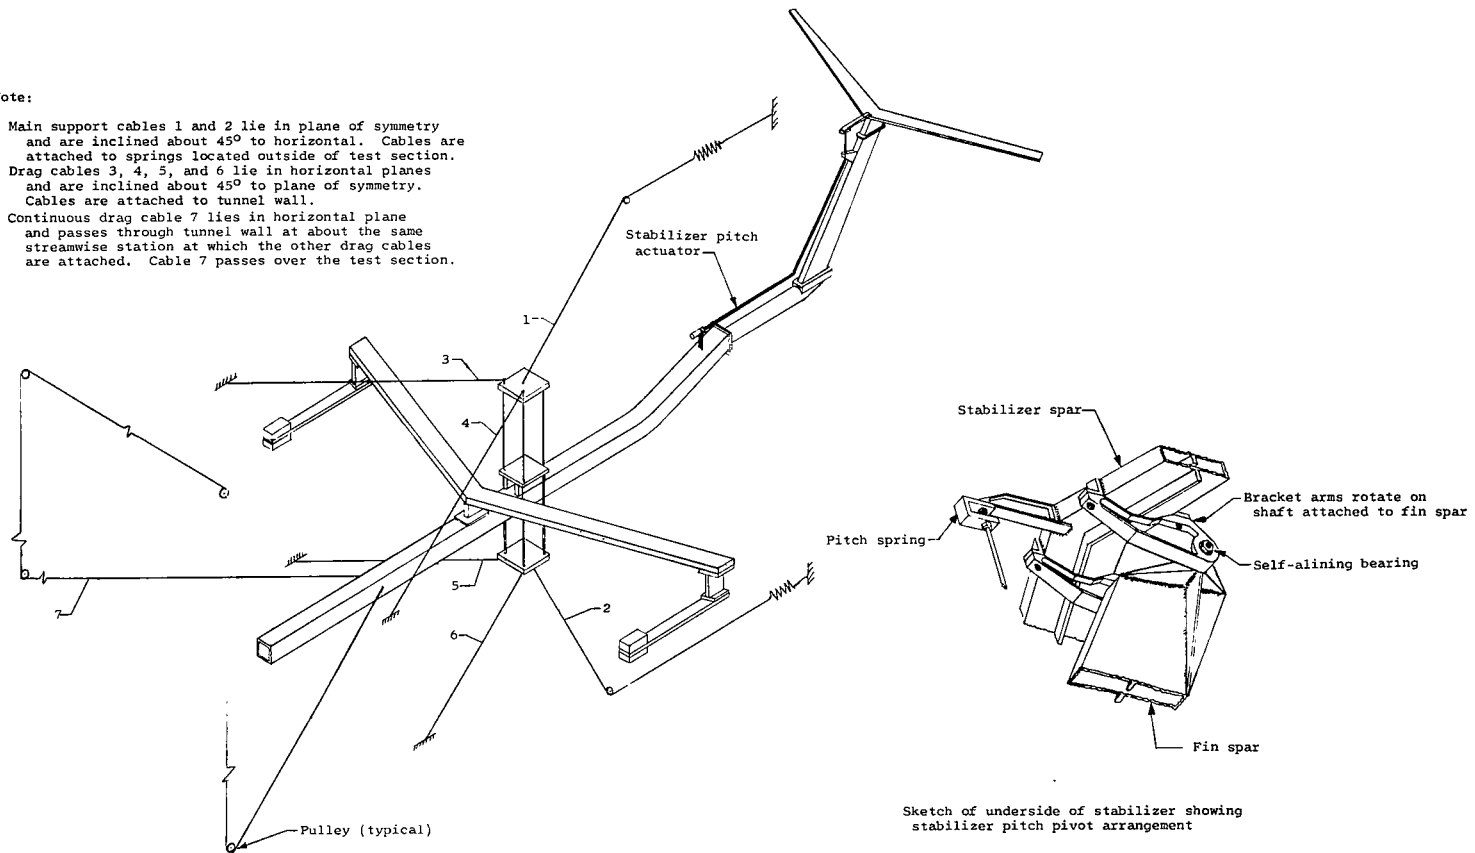 ote:
Main support cables 1 and 2 lie in plane of symmetry
and are inclined about 45° to horizontal. Cables are
attached to springs located outside of test section.
Drag cables 3, 4, 5, and 6 lie in horizontal planes
and are inclined about 45° to plane of symmetry.
Cables are attached to tunnel wall.
Continuous drag cable 7 lies in horizontal plane
and passes through tunnel wall at about the same
streamwise station at which the other drag cables
are attached. Cable 7 passes over the test section.
Stabilizer pitch
actuator
1
3
4
5
2
6
7
Pulley (typical)
Stabilizer spar
Bracket arms rotate on
shaft attached to fin spar
Pitch spring
Self-alining bearing
Fin spar
Sketch of underside of stabilizer showing
stabilizer pitch pivot arrangement